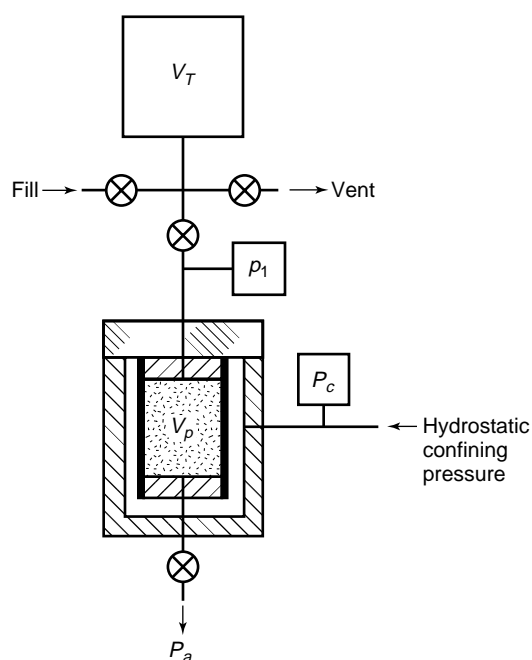 V_T
Fill
Vent
p_1
P_c
V_p
Hydrostatic
confining
pressure
P_a